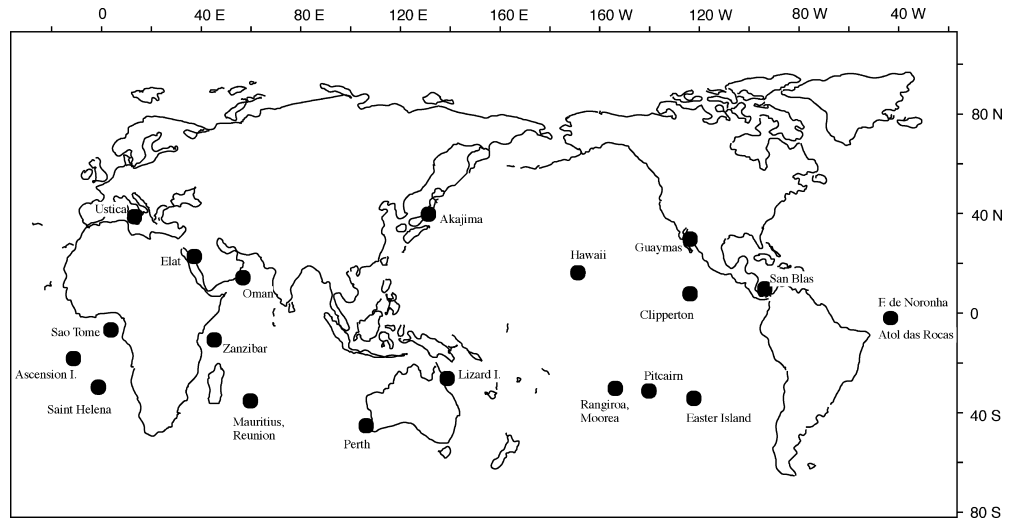 0 40 E 80 E 120 E 160 E 160 W 120 W 80 W 40 W
80 N
Ustica
Akajima
40 N
Guaymas
Hawaii
Elat
San Blas
Oman
F. de Noronha
Clipperton
0
Sao Tome
Atol das Rocas
Zanzibar
Ascension I.
Lizard I.
Pitcairn
Saint Helena
Rangiroa,
Moorea
Easter Island
40 S
Mauritius,
Reunion
Perth
80 S